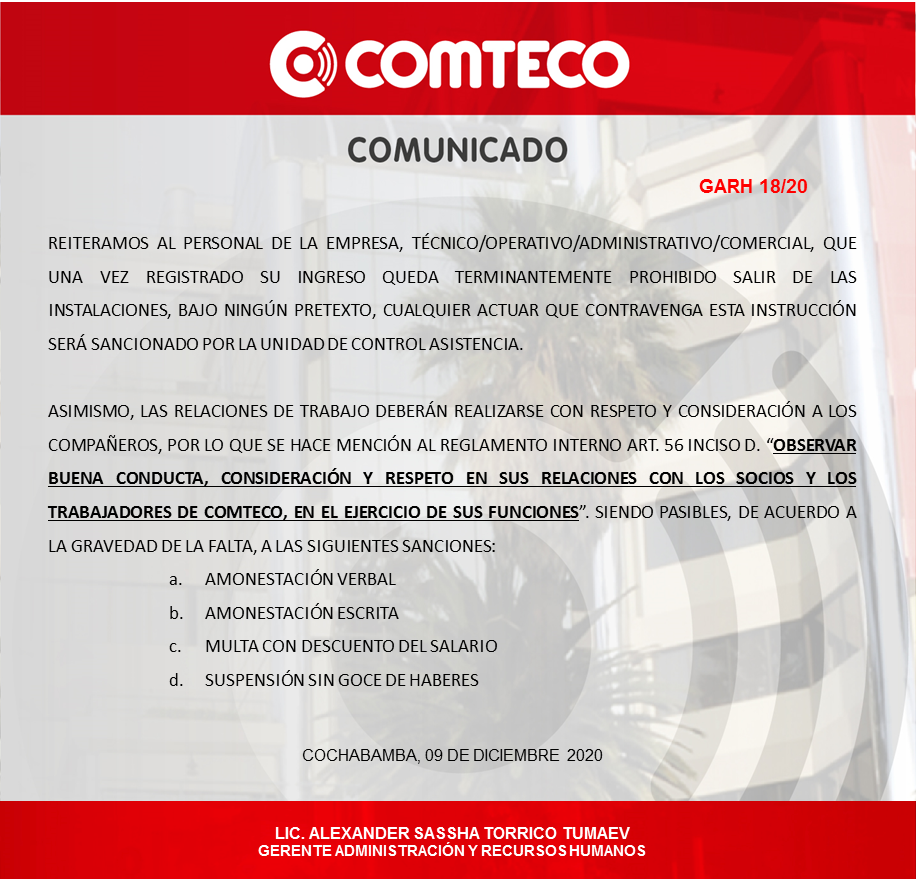 COMTECO
COMUNICADO
GARH 18/20
REITERAMOS AL PERSONAL DE LA EMPRESA, TÉCNICO/OPERATIVO/ADMINISTRATIVO/COMERCIAL, QUE
UNA VEZ REGISTRADO SU INGRESO QUEDA TERMINANTEMENTE PROHIBIDO SALIR DE LAS
INSTALACIONES, BAJO NINGÚN PRETEXTO, CUALQUIER ACTUAR QUE CONTRAVENGA ESTA INSTRUCCIÓN
SERÁ SANCIONADO POR LA UNIDAD DE CONTROL ASISTENCIA.
ASIMISMO, LAS RELACIONES DE TRABAJO DEBERÁN REALIZARSE CON RESPETO Y CONSIDERACIÓN A LOS
COMPAÑEROS, POR LO QUE SE HACE MENCIÓN AL REGLAMENTO INTERNO ART. 56 INCISO D. “OBSERVAR
BUENA CONDUCTA, CONSIDERACIÓN Y RESPETO EN SUS RELACIONES CON LOS SOCIOS Y LOS
TRABAJADORES DE COMTECO, EN EL EJERCICIO DE SUS FUNCIONES”. SIENDO PASIBLES, DE ACUERDO A
LA GRAVEDAD DE LA FALTA, A LAS SIGUIENTES SANCIONES:
a. AMONESTACIÓN VERBAL
b. AMONESTACIÓN ESCRITA
c. MULTA CON DESCUENTO DEL SALARIO
d. SUSPENSIÓN SIN GOCE DE HABERES
COCHABAMBA, 09 DE DICIEMBRE 2020
LIC. ALEXANDER SASSHA TORRICO TUMAEV
GERENTE ADMINISTRACIÓN Y RECURSOS HUMANOS